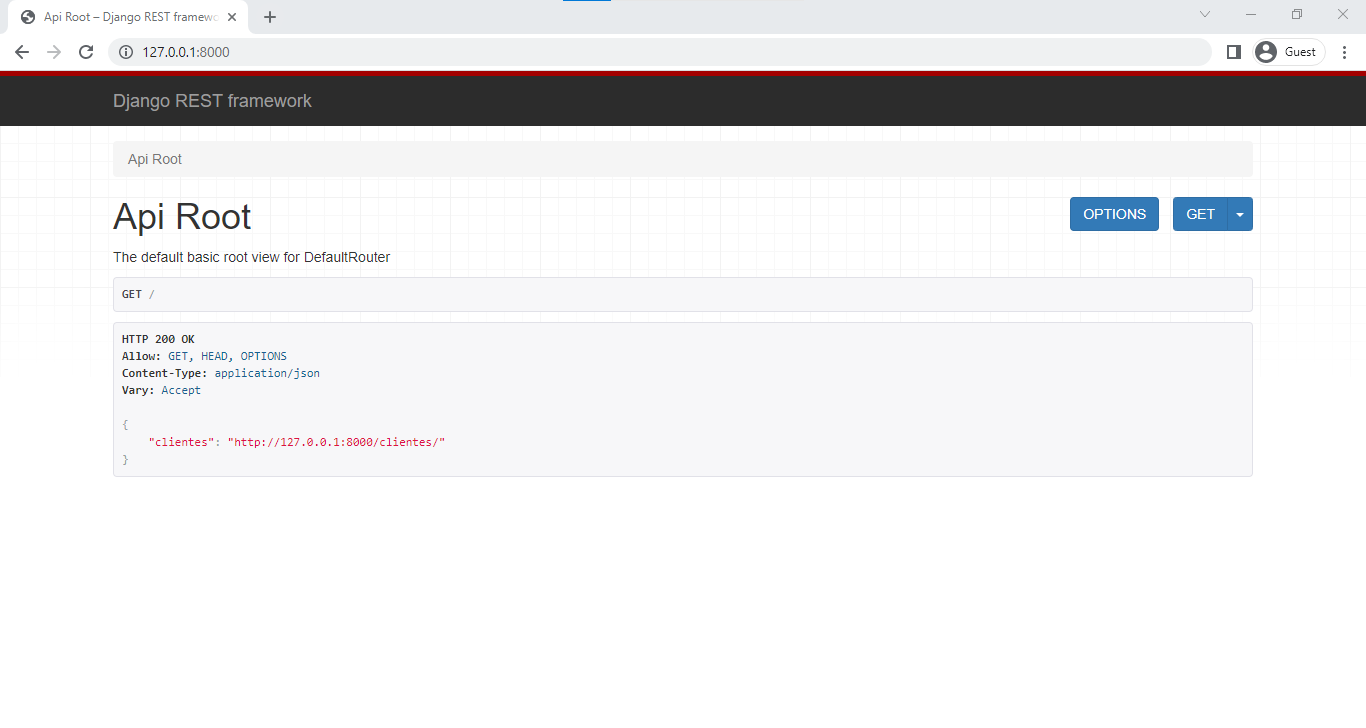 Api Root – Django REST framewo
127.0.0.1:8000
Guest
Django REST framework
Api Root
Api Root
OPTIONS
GET
The default basic root view for DefaultRouter
GET /
HTTP 200 OK
Allow: GET, HEAD, OPTIONS
Content-Type: application/json
Vary: Accept
{
    "clientes": "http://127.0.0.1:8000/clientes/"
}